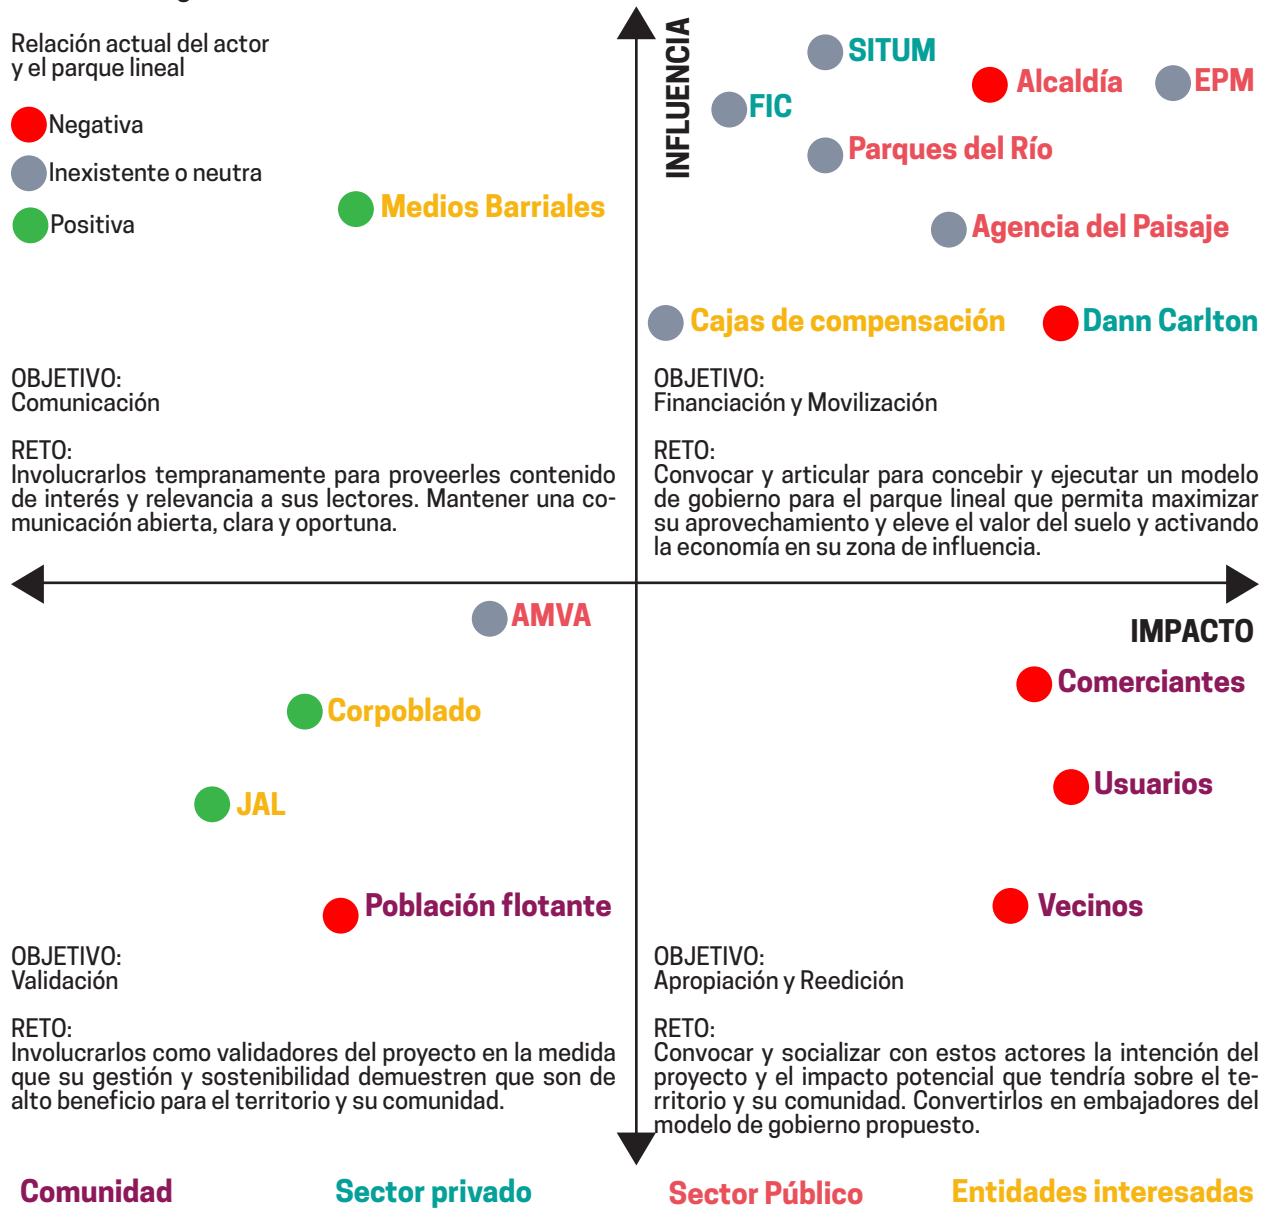 Relación actual del actor
y el parque lineal
Negativa
Inexistente o neutra
Positiva
INFLUENCIA
SITUM
Alcaldía
EPM
FIC
Parques del Río
Medios Barriales
Agencia del Paisaje
Cajas de compensación
Dann Carlton
OBJETIVO:
Comunicación
RETO:
Involucrarlos tempranamente para proveerles contenido
de interés y relevancia a sus lectores. Mantener una co-
municación abierta, clara y oportuna.
OBJETIVO:
Financiación y Movilización
RETO:
Convocar y articular para concebir y ejecutar un modelo
de gobierno para el parque lineal que permita maximizar
su aprovechamiento y eleve el valor del suelo y activando
la economía en su zona de influencia.
IMPACTO
AMVA
Corpoblado
JAL
Población flotante
Comerciantes
Usuarios
Vecinos
OBJETIVO:
Validación
RETO:
Involucrarlos como validadores del proyecto en la medida
que su gestión y sostenibilidad demuestren que son de
alto beneficio para el territorio y su comunidad.
OBJETIVO:
Apropiación y Reedición
RETO:
Convocar y socializar con estos actores la intención del
proyecto y el impacto potencial que tendría sobre el te-
rritorio y su comunidad. Convertirlos en embajadores del
modelo de gobierno propuesto.
Comunidad
Sector privado
Sector Público
Entidades interesadas